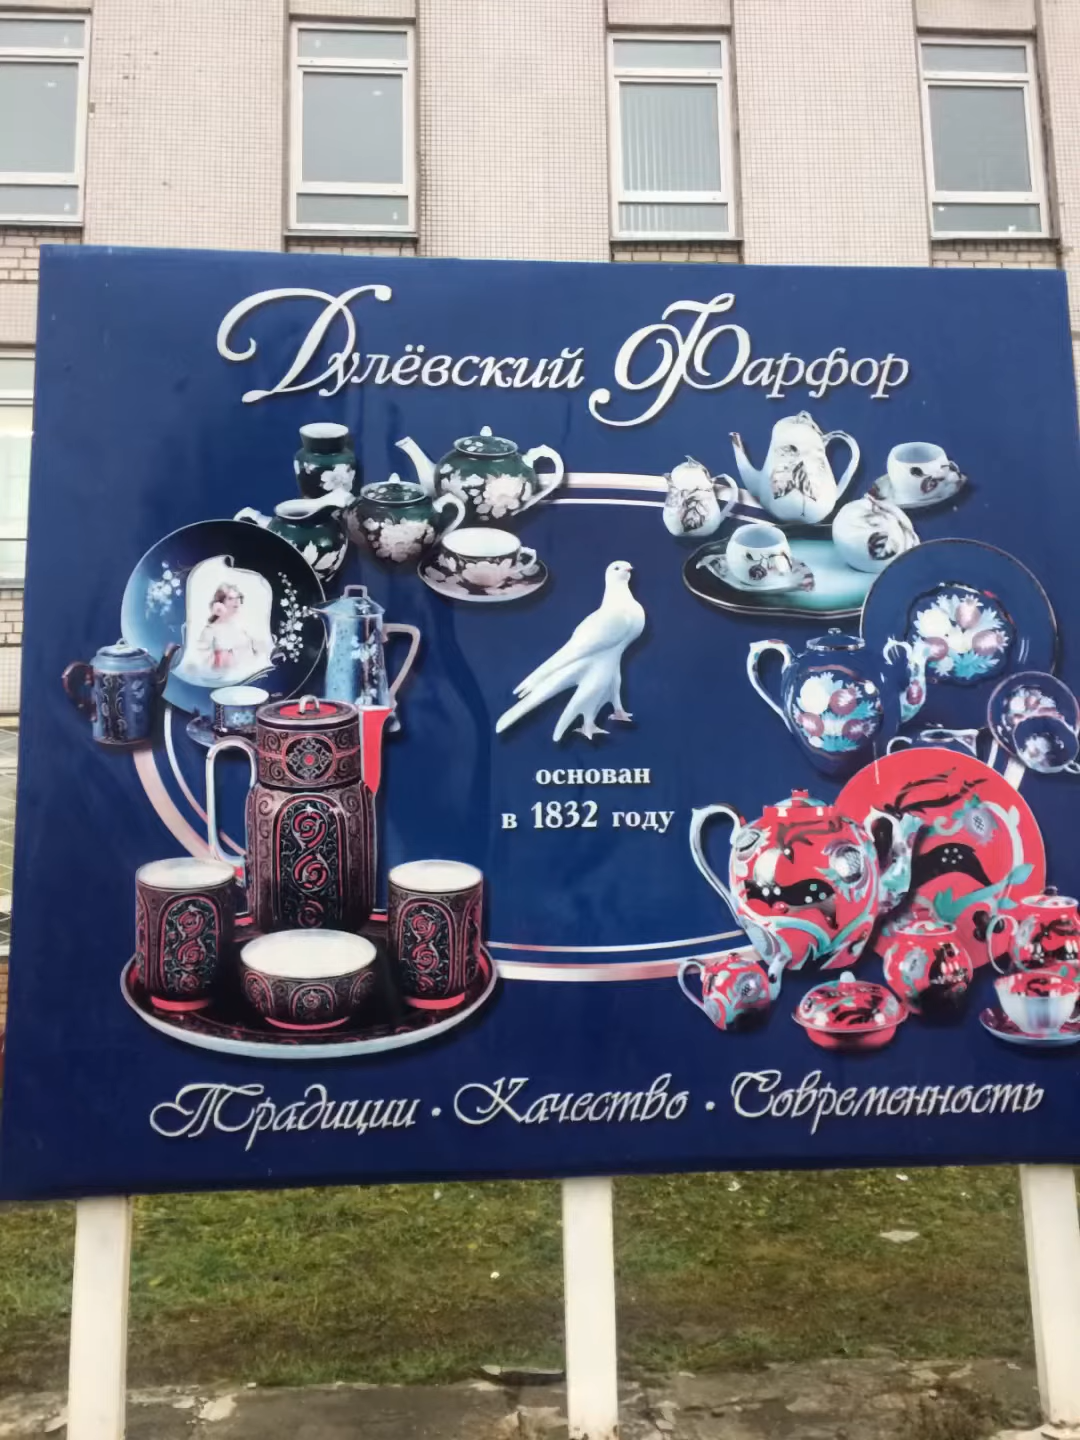 Дулёвский Фарфор
основан
в 1832 году
Традиции · Качество · Современность